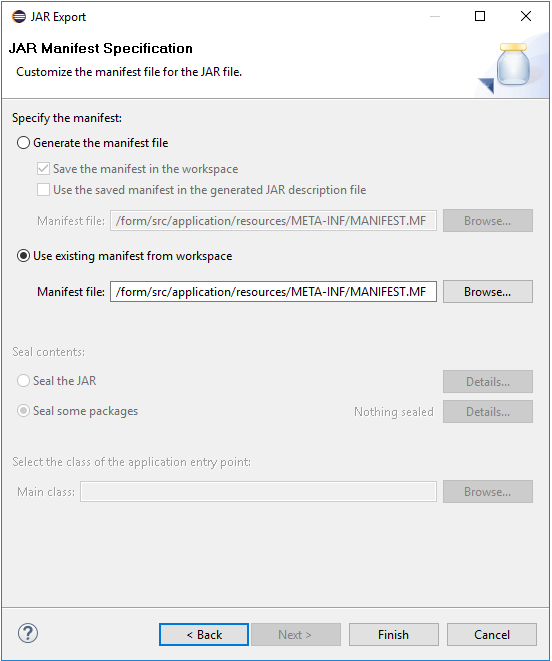 JAR Export
JAR Manifest Specification
Customize the manifest file for the JAR file.
Specify the manifest:
Generate the manifest file
Save the manifest in the workspace
Use the saved manifest in the generated JAR description file
Manifest file: /form/src/application/resources/META-INF/MANIFEST.MF Browse...
Use existing manifest from workspace
Manifest file: /form/src/application/resources/META-INF/MANIFEST.MF Browse...
Seal contents:
Seal the JAR Details...
Seal some packages Nothing sealed Details...
Select the class of the application entry point:
Main class: Browse...
? < Back Next > Finish Cancel